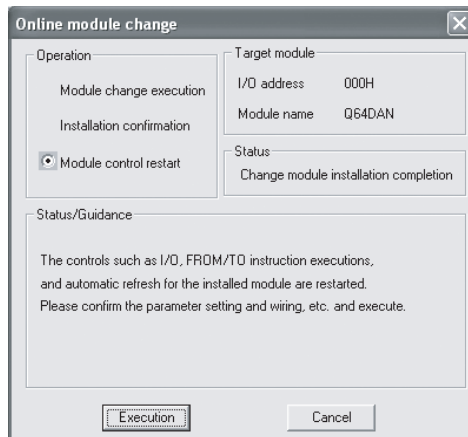 Online module change
Operation
Module change execution
Installation confirmation
Module control restart
Target module
I/O address 000H
Module name Q64DAN
Status
Change module installation completion
Status/Guidance
The controls such as I/O, FROM/TO instruction executions,
and automatic refresh for the installed module are restarted.
Please confirm the parameter setting and wiring, etc. and execute.
Execution Cancel